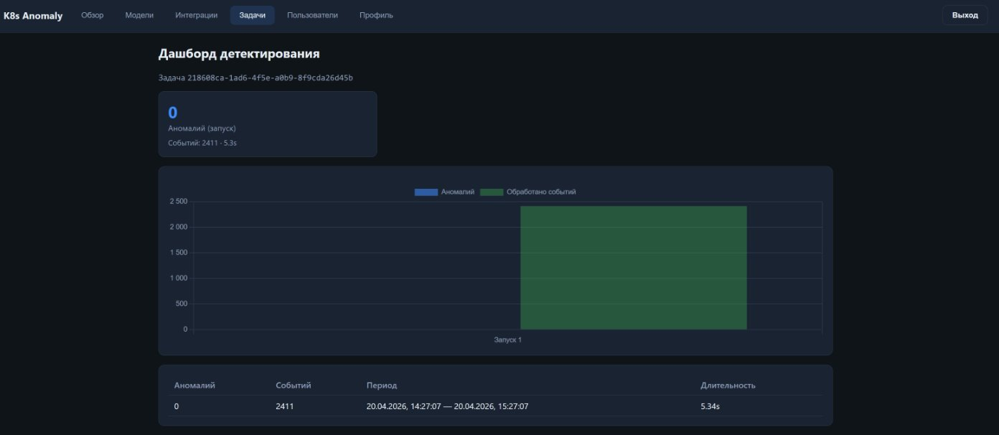 K8s Anomaly Обзор Модели Интеграции Задачи Пользователи Профиль Выход
Дашборд детектирования
Задача 218608ca-1ad6-4f5e-a0b9-8f9cda26d45b
0
Аномалий (запуск)
Событий: 2411 · 5.3s
Аномалий Обработано событий
2 500
2 000
1 500
1 000
500
0
Запуск 1
Аномалий Событий Период Длительность
0 2411 20.04.2026, 14:27:07 — 20.04.2026, 15:27:07 5.34s